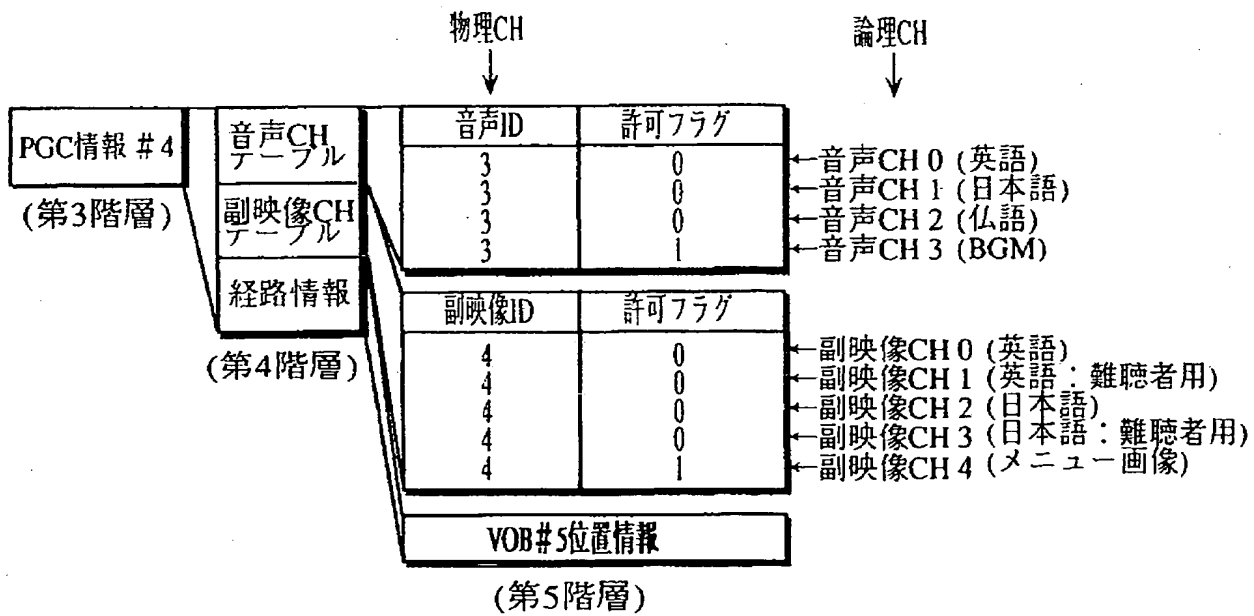 物理CH
論理CH
PGC情報 #4
(第3階層)
音声CH
テーブル
副映像CH
テーブル
経路情報
(第4階層)
音声ID 許可フラグ
3 0
3 0
3 0
3 1
←音声CH 0 (英語)
←音声CH 1 (日本語)
←音声CH 2 (仏語)
←音声CH 3 (BGM)
副映像ID 許可フラグ
4 0
4 0
4 0
4 0
4 1
←副映像CH 0 (英語)
←副映像CH 1 (英語：難聴者用)
←副映像CH 2 (日本語)
←副映像CH 3 (日本語：難聴者用)
←副映像CH 4 (メニュー画像)
VOB#5位置情報
(第5階層)